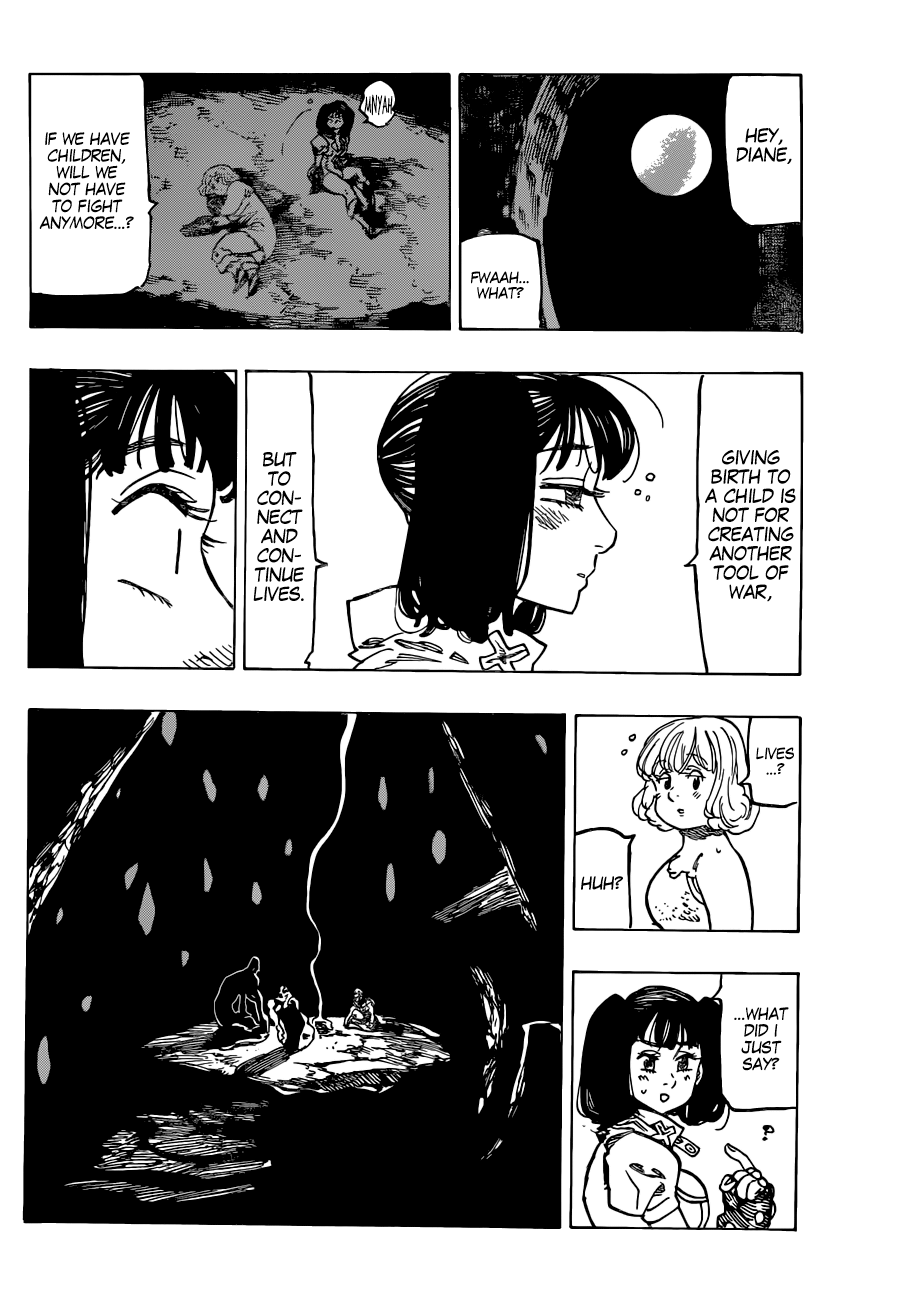 HEY,
DIANE,
FWAAH...
WHAT?
MNYAH
IF WE HAVE
CHILDREN,
WILL WE
NOT HAVE
TO FIGHT
ANYMORE...?
GIVING
BIRTH TO
A CHILD IS
NOT FOR
CREATING
ANOTHER
TOOL OF
WAR,
BUT
TO
CON-
NECT
AND
CON-
TINUE
LIVES.
LIVES
...?
HUH?
...WHAT
DID I
JUST
SAY?
?